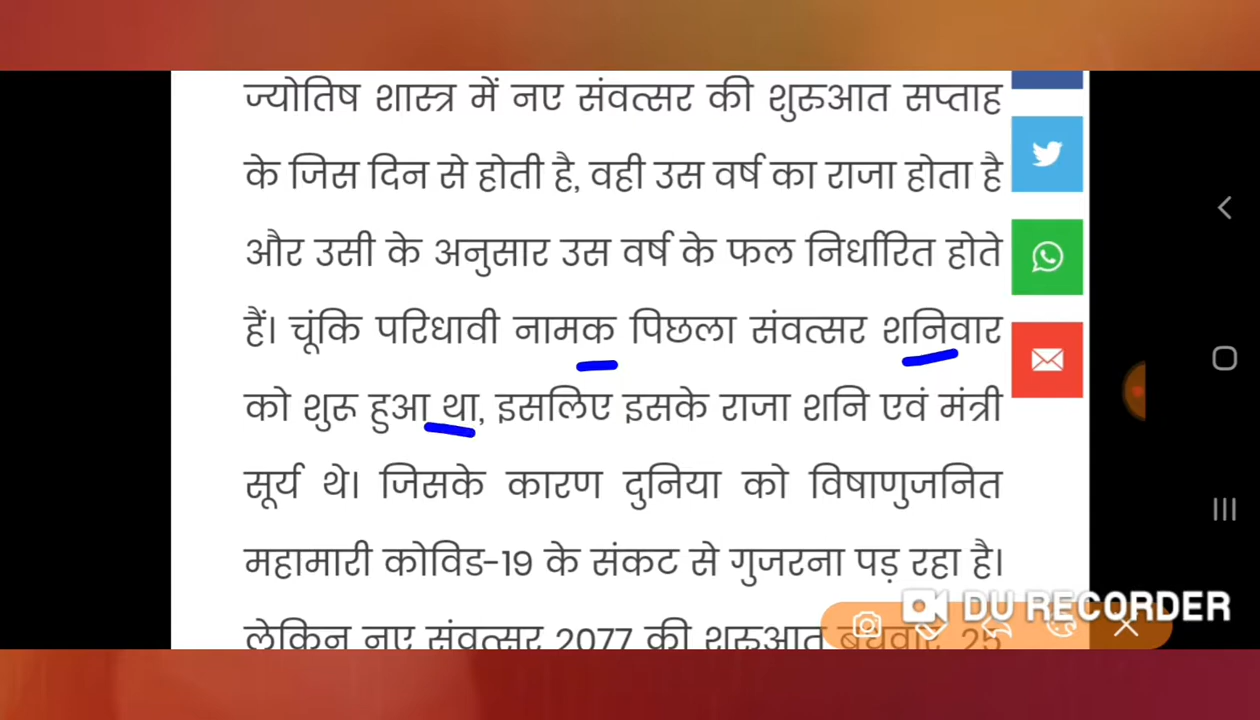 ज्योतिष शास्त्र में नए संवत्सर की शुरुआत सप्ताह
के जिस दिन से होती है, वही उस वर्ष का राजा होता है
और उसी के अनुसार उस वर्ष के फल निर्धारित होते
हैं। चूंकि परिधावी नामक पिछला संवत्सर शनिवार
को शुरू हुआ था, इसलिए इसके राजा शनि एवं मंत्री
सूर्य थे। जिसके कारण दुनिया को विषाणुजनित
महामारी कोविड-19 के संकट से गुजरना पड़ रहा है।
DU RECORDER
लेकिन नए संवत्सर 2077 की शुरुआत बुधवार 25